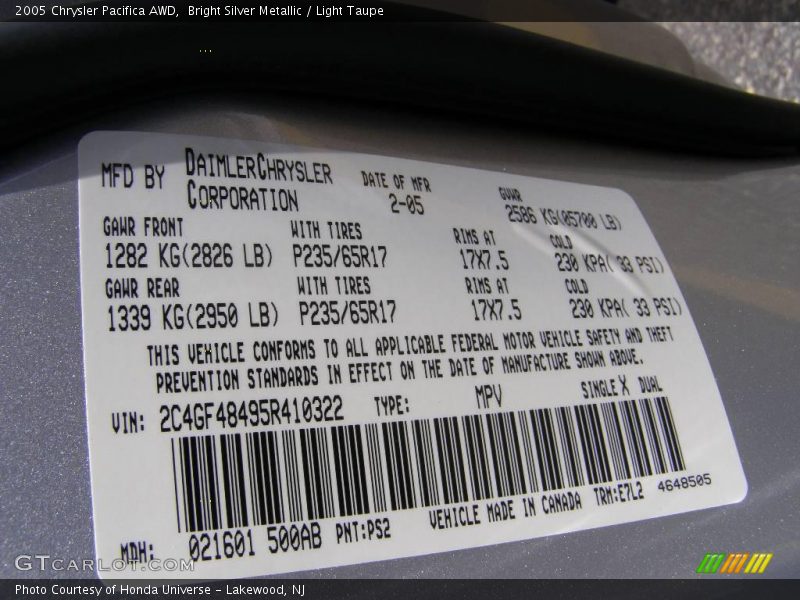 2005 Chrysler Pacifica AWD, Bright Silver Metallic / Light Taupe
MFD BY DAIMLERCHRYSLER CORPORATION
DATE OF MFR 2-05
GVWR 2586 KG(05700 LB)
GAWR FRONT WITH TIRES RIMS AT COLD
1282 KG(2826 LB) P235/65R17 17X7.5 230 KPA( 33 PSI)
GAWR REAR WITH TIRES RIMS AT COLD
1339 KG(2950 LB) P235/65R17 17X7.5 230 KPA( 33 PSI)
THIS VEHICLE CONFORMS TO ALL APPLICABLE FEDERAL MOTOR VEHICLE SAFETY AND THEFT
PREVENTION STANDARDS IN EFFECT ON THE DATE OF MANUFACTURE SHOWN ABOVE.
VIN: 2C4GF48495R410322 TYPE: MPV SINGLE X DUAL
MDH: 021601 500AB PNT:PS2 VEHICLE MADE IN CANADA TRM:E7L2 4648505
GTCarLot.com
Photo Courtesy of Honda Universe - Lakewood, NJ